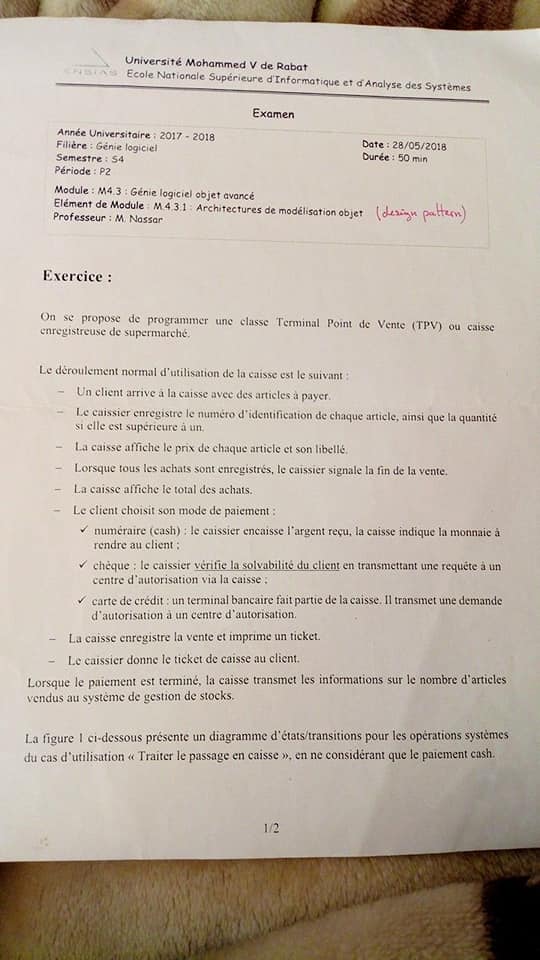 ENSIAS
Université Mohammed V de Rabat
Ecole Nationale Supérieure d'Informatique et d'Analyse des Systèmes
Examen
Année Universitaire : 2017 - 2018
Filière : Génie logiciel
Semestre : S4
Période : P2
Date : 28/05/2018
Durée : 50 min
Module : M4.3 : Génie logiciel objet avancé
Elément de Module : M.4.3.1 : Architectures de modélisation objet (design pattern)
Professeur : M. Nassar
Exercice :
On se propose de programmer une classe Terminal Point de Vente (TPV) ou caisse
enregistreuse de supermarché.
Le déroulement normal d'utilisation de la caisse est le suivant :
– Un client arrive à la caisse avec des articles à payer.
– Le caissier enregistre le numéro d'identification de chaque article, ainsi que la quantité
si elle est supérieure à un.
– La caisse affiche le prix de chaque article et son libellé.
– Lorsque tous les achats sont enregistrés, le caissier signale la fin de la vente.
– La caisse affiche le total des achats.
– Le client choisit son mode de paiement :
✓ numéraire (cash) : le caissier encaisse l'argent reçu, la caisse indique la monnaie à
rendre au client ;
✓ chèque : le caissier vérifie la solvabilité du client en transmettant une requête à un
centre d'autorisation via la caisse ;
✓ carte de crédit : un terminal bancaire fait partie de la caisse. Il transmet une demande
d'autorisation à un centre d'autorisation.
– La caisse enregistre la vente et imprime un ticket.
– Le caissier donne le ticket de caisse au client.
Lorsque le paiement est terminé, la caisse transmet les informations sur le nombre d'articles
vendus au système de gestion de stocks.
La figure 1 ci-dessous présente un diagramme d'états/transitions pour les opérations systèmes
du cas d'utilisation « Traiter le passage en caisse », en ne considérant que le paiement cash.
1/2